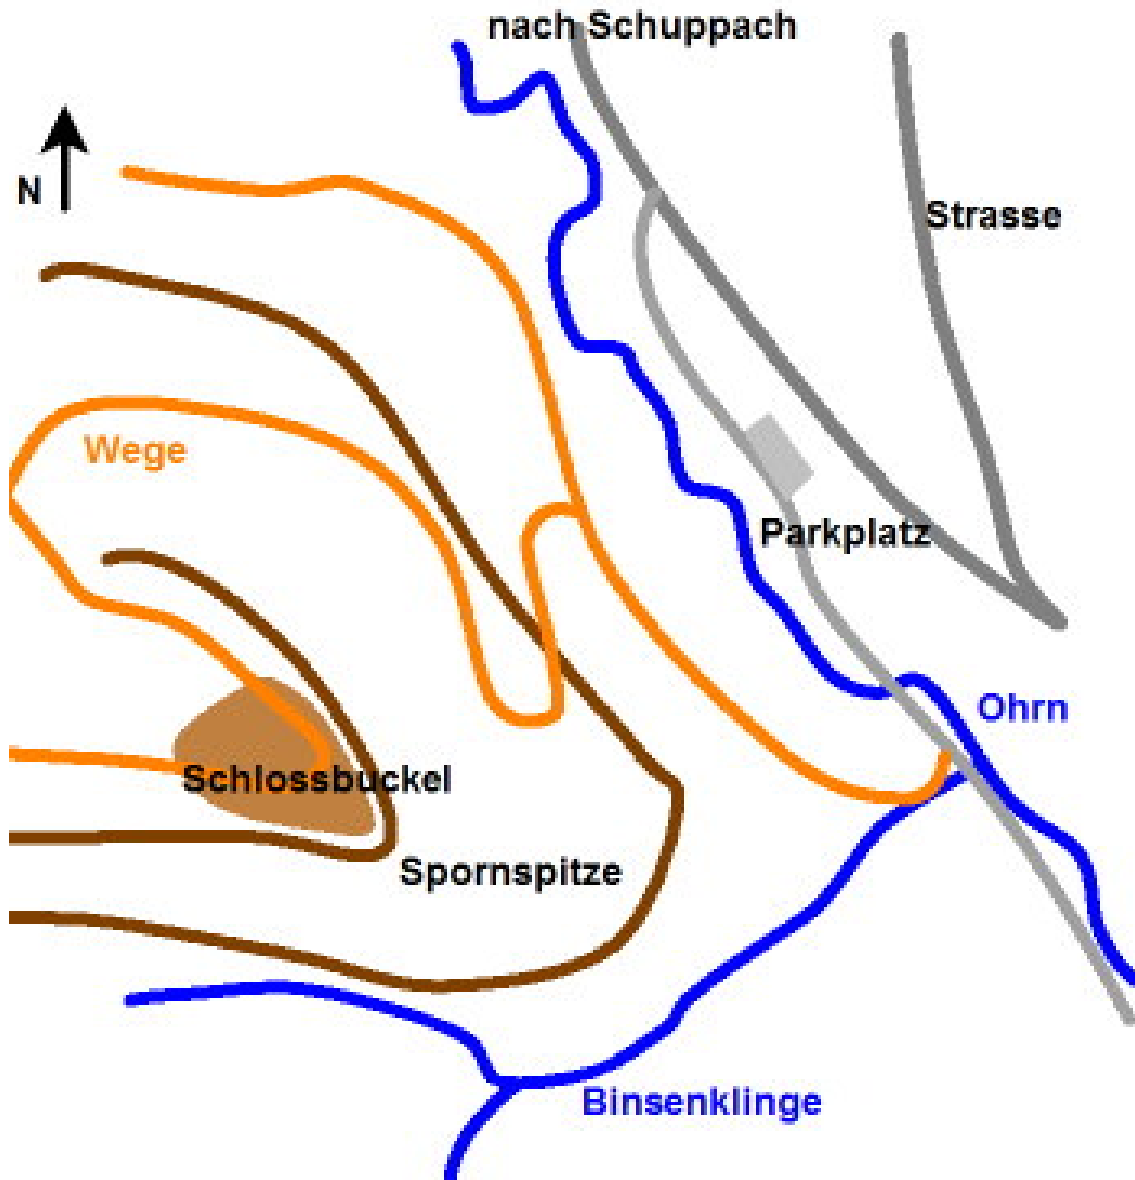 nach Schuppach
N
Strasse
Wege
Parkplatz
Ohrn
Schlossbuckel
Spornspitze
Binsenklinge